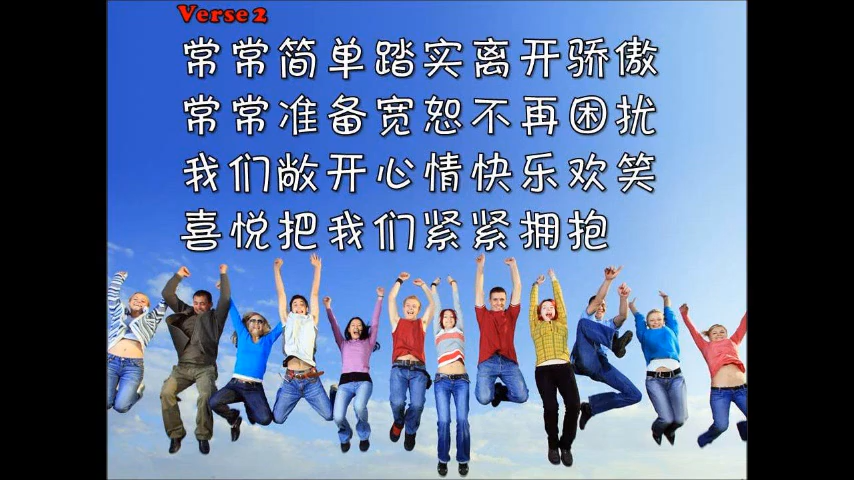 Verse 2
常常简单踏实离开骄傲
常常准备宽恕不再困扰
我们敞开心情快乐欢笑
喜悦把我们紧紧拥抱